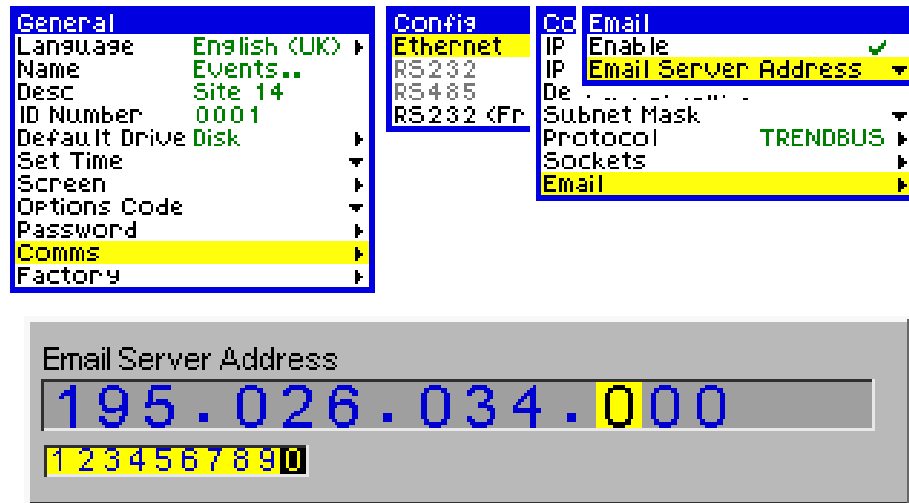 General
Language English (UK)
Name Events..
Desc Site 14
ID Number 0001
Default Drive Disk
Set Time
Screen
Options Code
Password
Comms
Factory
Config
Ethernet
RS232
RS485
RS232 (Fr
Co
IP
IP
De
Subnet Mask
Protocol TRENDBUS
Sockets
Email
Email
Enable
Email Server Address
Email Server Address
195.026.034.000
1234567890